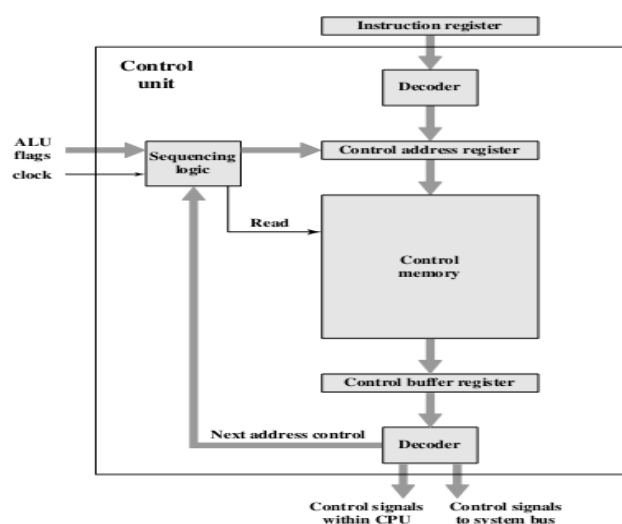 Instruction register
Control
unit
Decoder
ALU
flags
Sequencing
logic
Control address register
clock
Read
Control
memory
Control buffer register
Next address control
Decoder
Control signals
within CPU
Control signals
to system bus